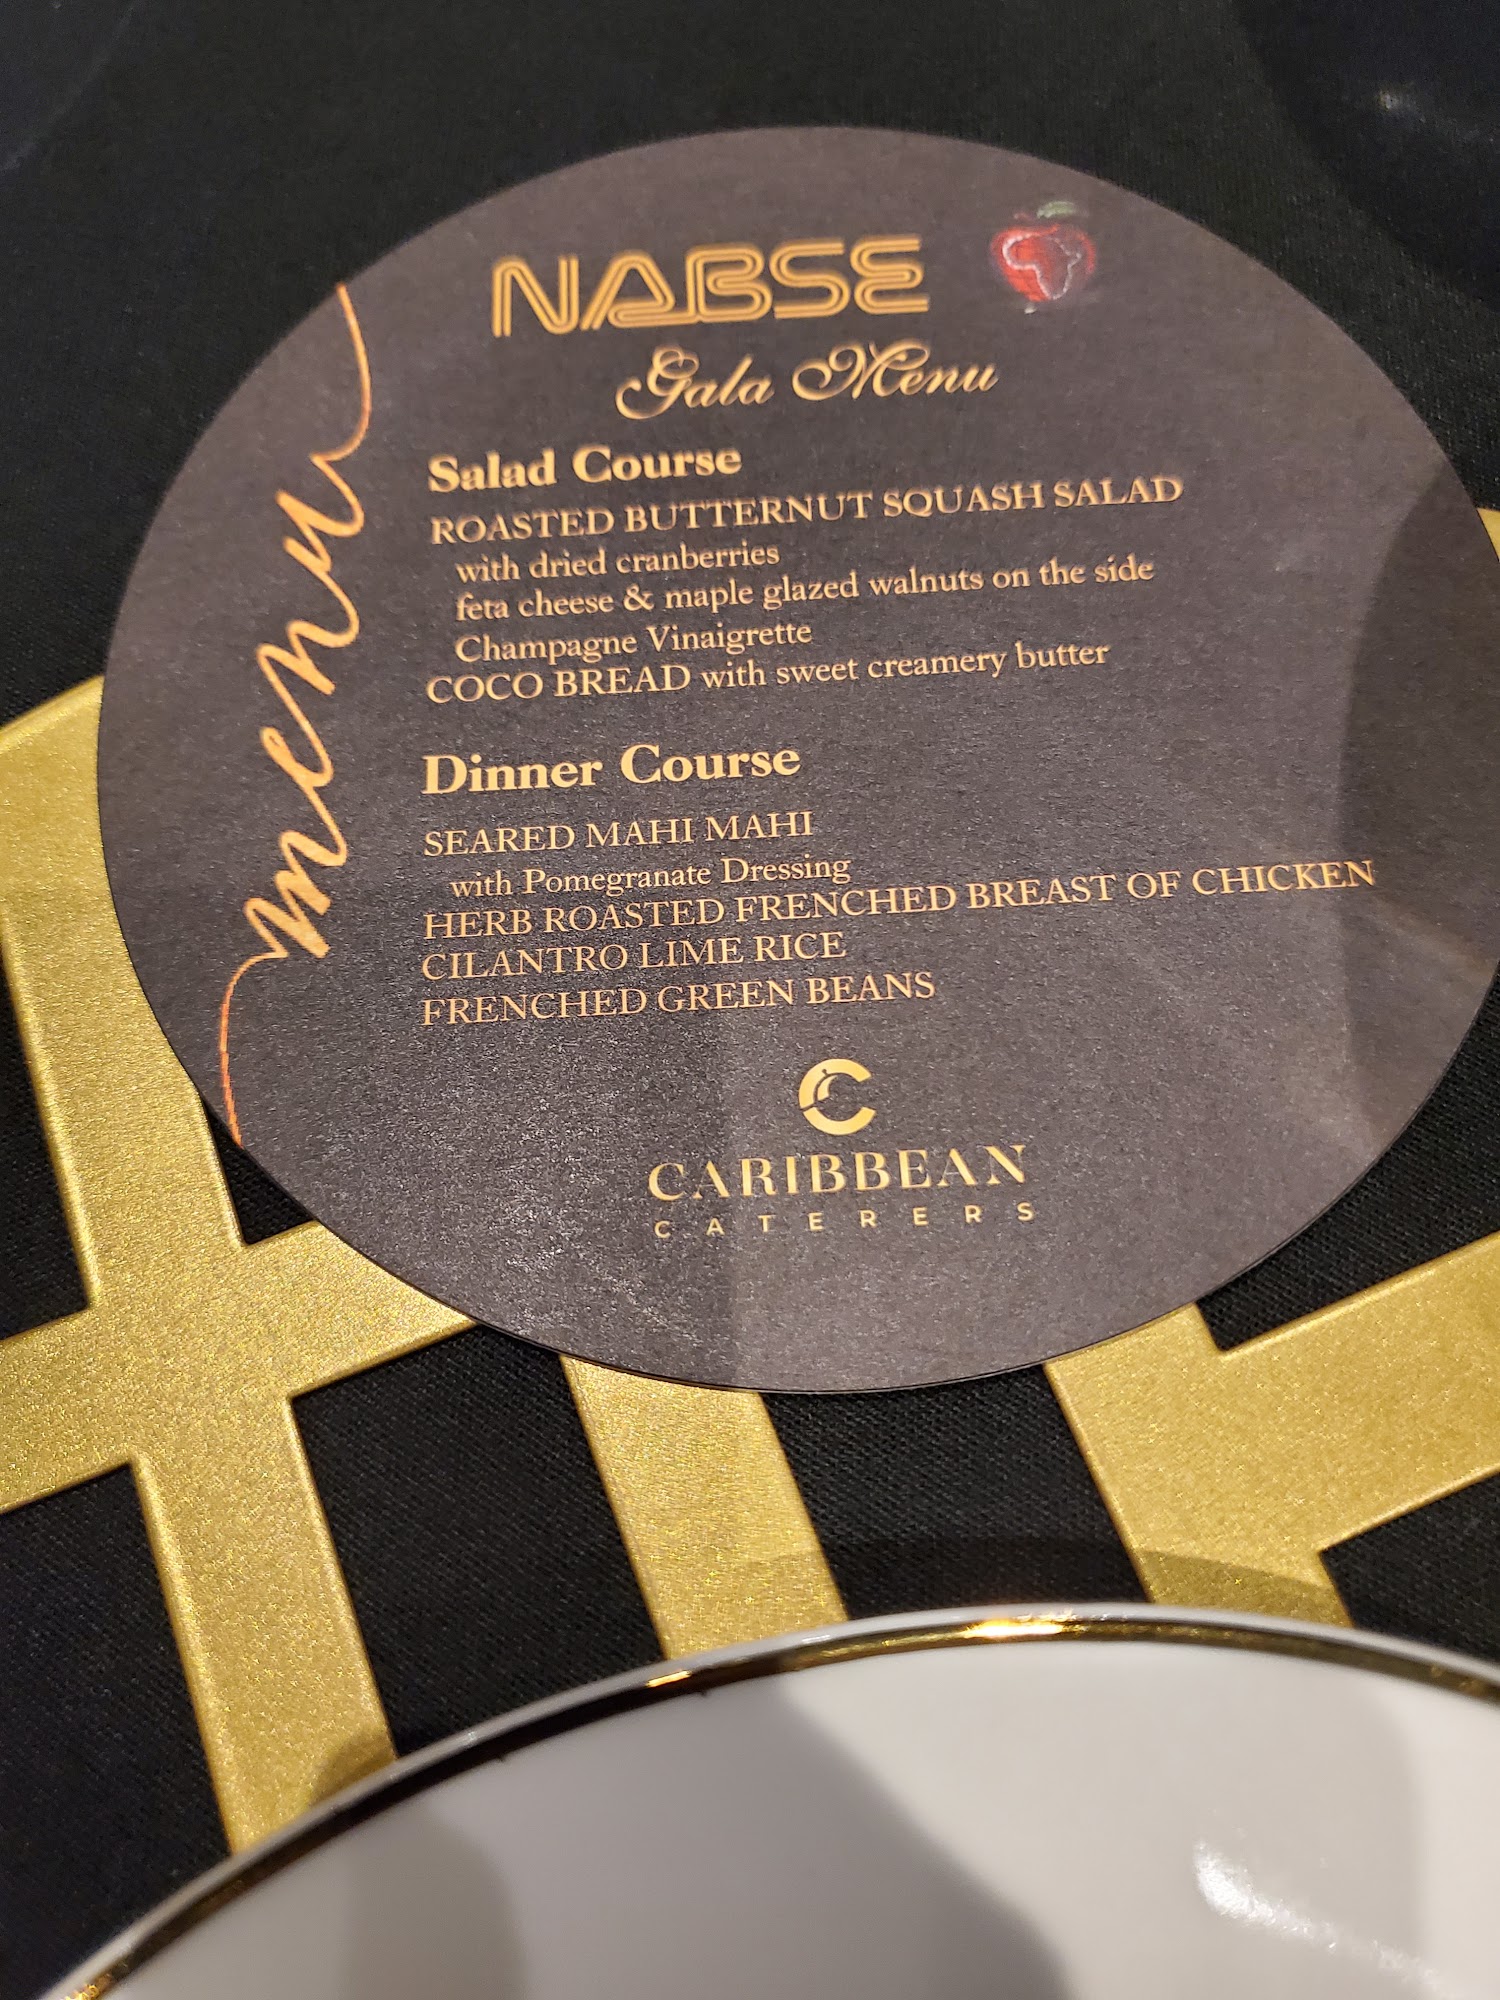 NABSE
Gala Menu
menu
Salad Course
ROASTED BUTTERNUT SQUASH SALAD
with dried cranberries
feta cheese & maple glazed walnuts on the side
Champagne Vinaigrette
COCO BREAD with sweet creamery butter
Dinner Course
SEARED MAHI MAHI
with Pomegranate Dressing
HERB ROASTED FRENCHED BREAST OF CHICKEN
CILANTRO LIME RICE
FRENCHED GREEN BEANS
C
CARIBBEAN
CATERERS